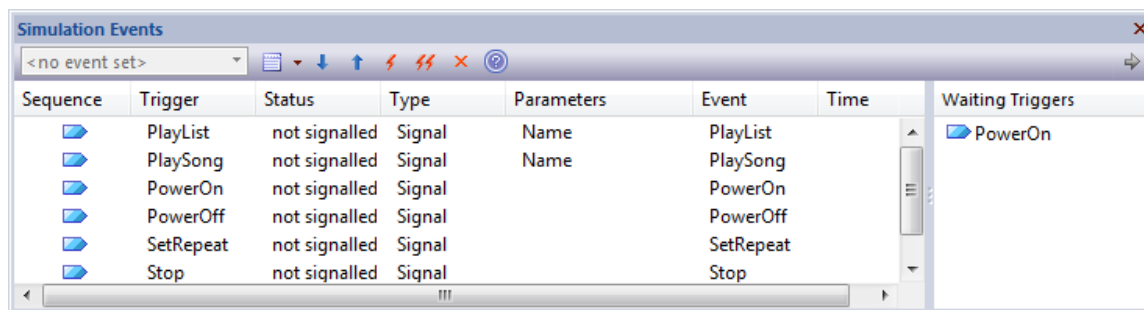 Simulation Events
<no event set>
Sequence Trigger Status Type Parameters Event Time Waiting Triggers
PlayList not signalled Signal Name PlayList PowerOn
PlaySong not signalled Signal Name PlaySong
PowerOn not signalled Signal PowerOn
PowerOff not signalled Signal PowerOff
SetRepeat not signalled Signal SetRepeat
Stop not signalled Signal Stop